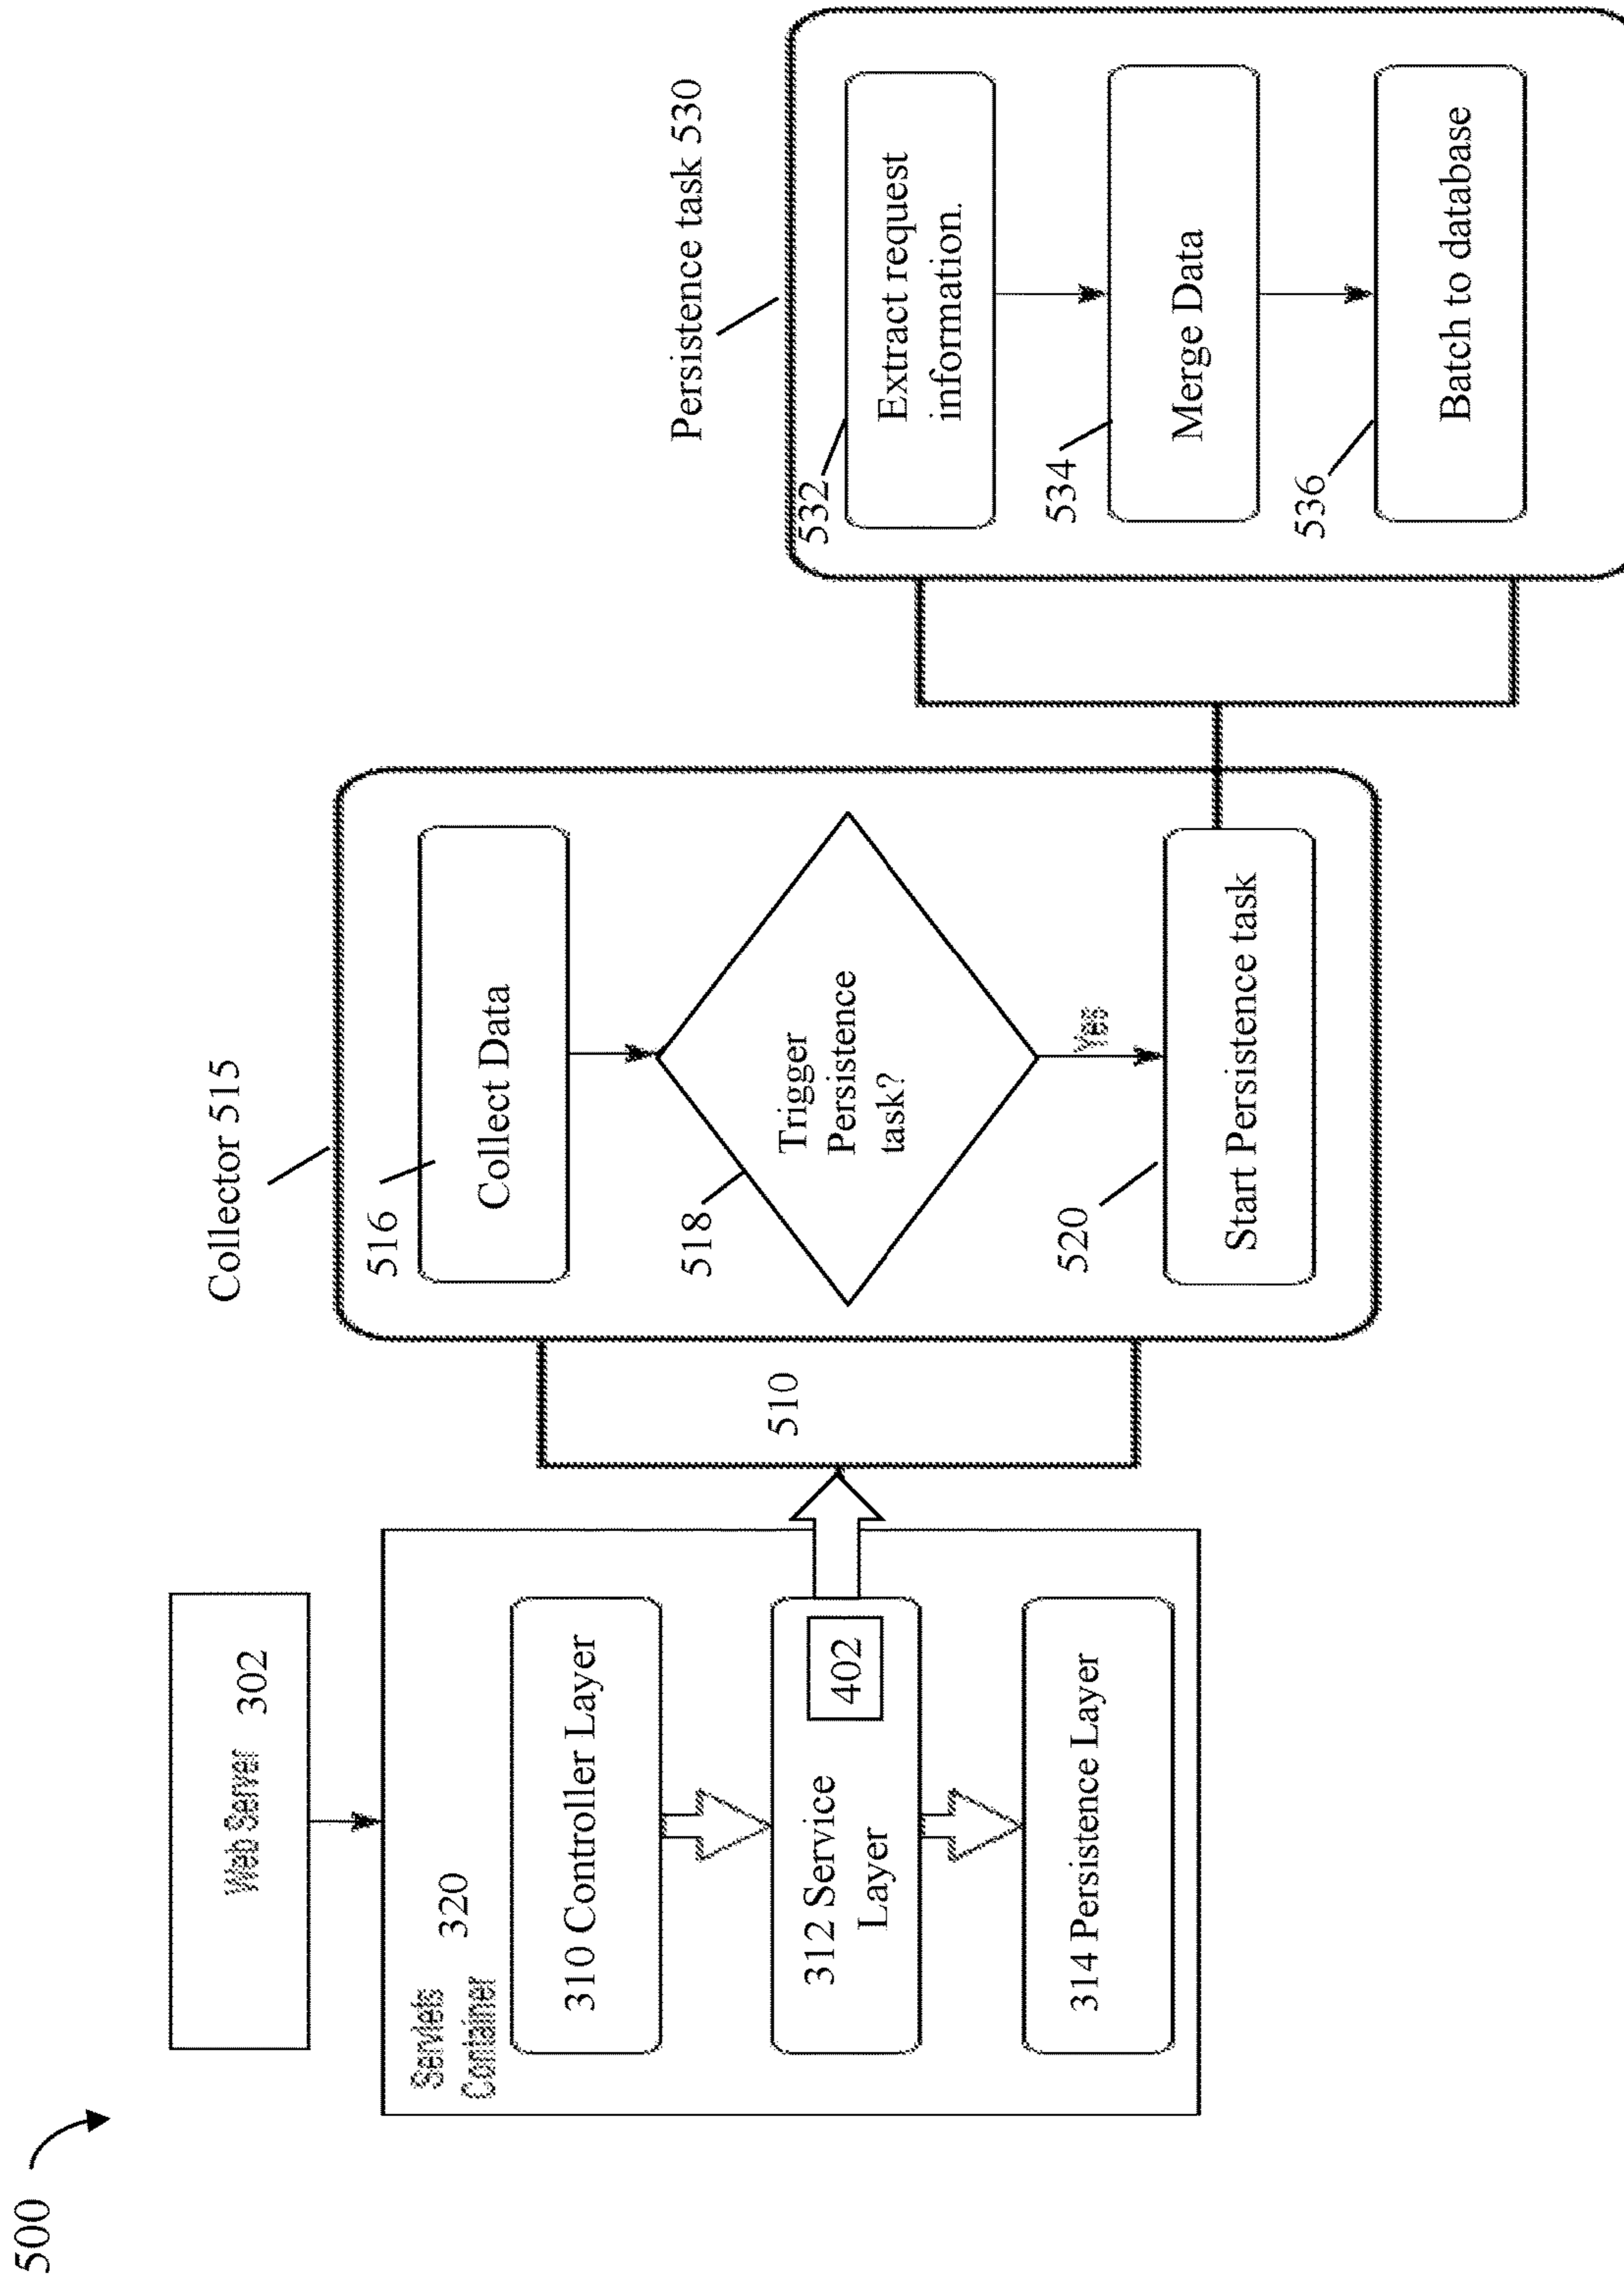 500
Web Server 302
Servlets
Container
320
310 Controller Layer
312 Service
Layer
402
314 Persistence Layer
510
Collector 515
516
Collect Data
518
Trigger
Persistence
task?
Yes
520
Start Persistence task
Persistence task 530
532
Extract request
information.
534
Merge Data
536
Batch to database